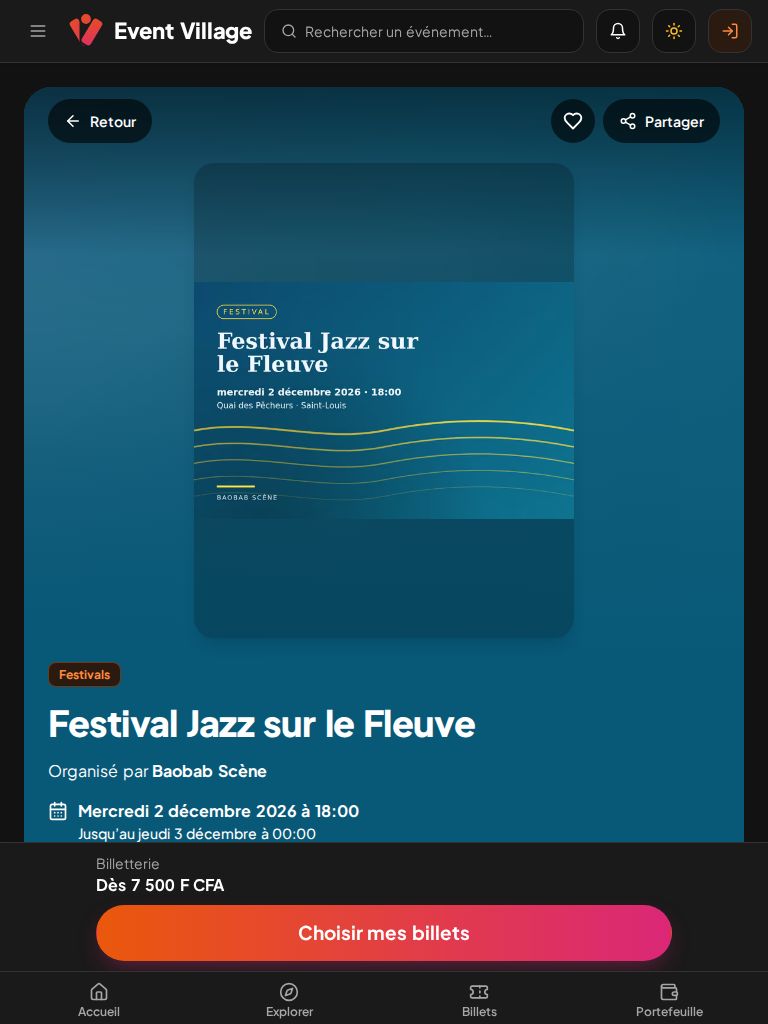 Event Village
Rechercher un événement...
Retour
Partager
FESTIVAL
Festival Jazz sur
le Fleuve
mercredi 2 décembre 2026 · 18:00
Quai des Pêcheurs · Saint-Louis
BAOBAB SCÈNE
Festivals
Festival Jazz sur le Fleuve
Organisé par Baobab Scène
Mercredi 2 décembre 2026 à 18:00
Jusqu'au jeudi 3 décembre à 00:00
Billetterie
Dès 7 500 F CFA
Choisir mes billets
Accueil
Explorer
Billets
Portefeuille